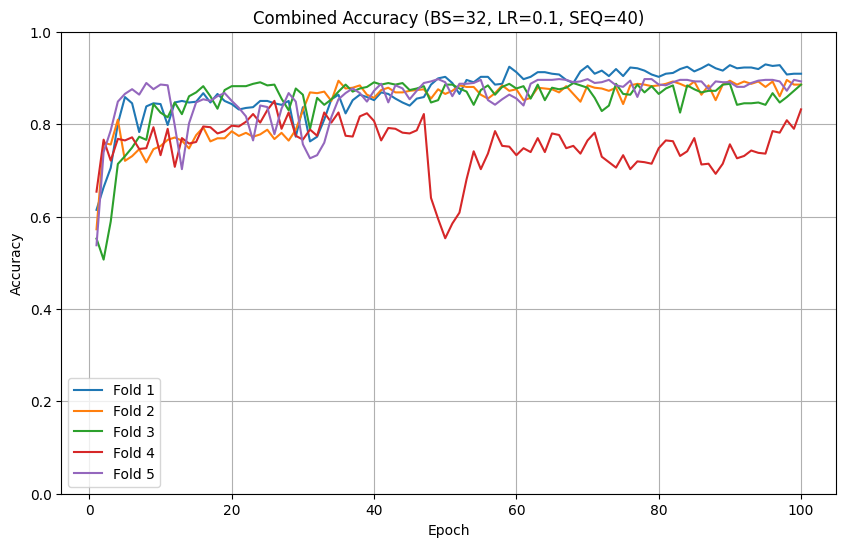 Combined Accuracy (BS=32, LR=0.1, SEQ=40)
1.0
0.8
0.6
0.4
0.2
0.0
Accuracy
Fold 1
Fold 2
Fold 3
Fold 4
Fold 5
0 20 40 60 80 100
Epoch